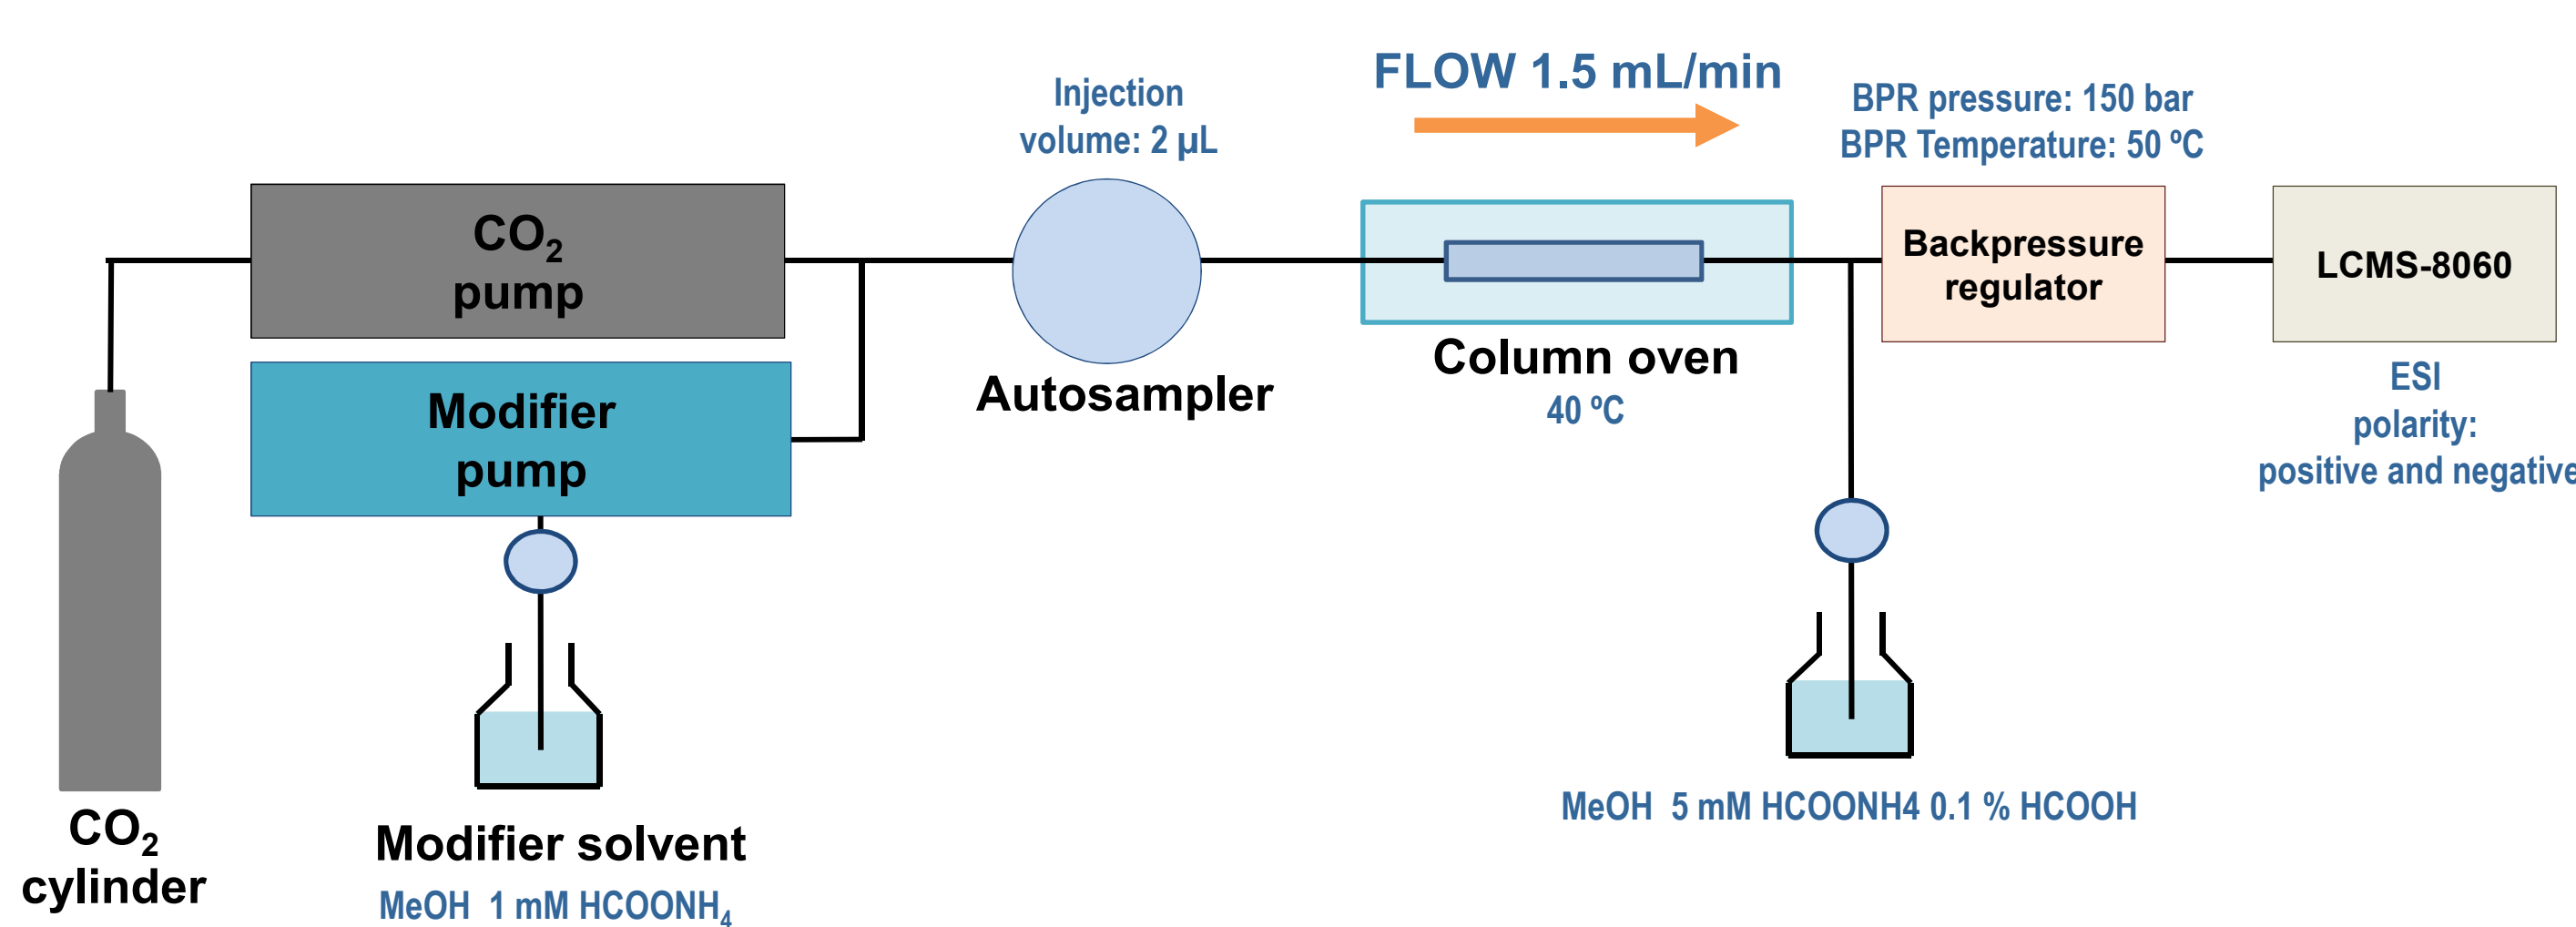 FLOW 1.5 mL/min
Injection
volume: 2 µL
BPR pressure: 150 bar
BPR Temperature: 50 ºC
CO₂
pump
Modifier
pump
Autosampler
Column oven
40 ºC
Backpressure
regulator
LCMS-8060
ESI
polarity:
positive and negative
CO₂
cylinder
Modifier solvent
MeOH 1 mM HCOONH₄
MeOH 5 mM HCOONH4 0.1 % HCOOH